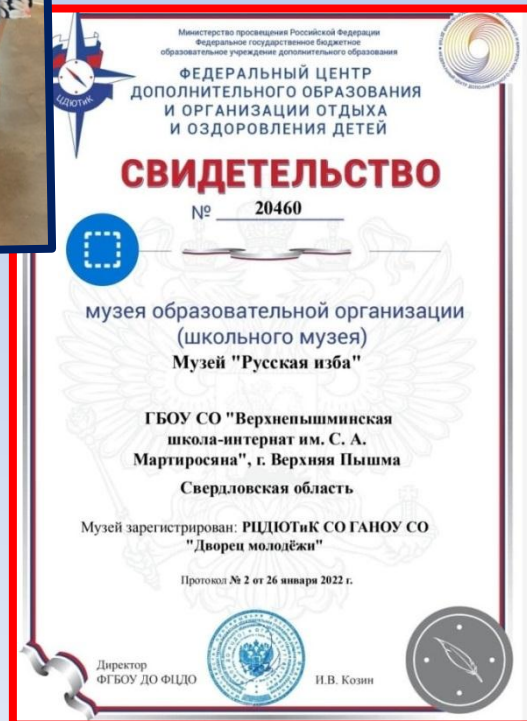 Министерство просвещения Российской Федерации
Федеральное государственное бюджетное
образовательное учреждение дополнительного образования
ФЕДЕРАЛЬНЫЙ ЦЕНТР
ДОПОЛНИТЕЛЬНОГО ОБРАЗОВАНИЯ
И ОРГАНИЗАЦИИ ОТДЫХА
И ОЗДОРОВЛЕНИЯ ДЕТЕЙ
ЦДЮТиК
СВИДЕТЕЛЬСТВО
№ 20460
музея образовательной организации
(школьного музея)
Музей "Русская изба"
ГБОУ СО "Верхнепышминская
школа-интернат им. С. А.
Мартиросяна", г. Верхняя Пышма
Свердловская область
Музей зарегистрирован: РЦДЮТиК СО ГАНОУ СО
"Дворец молодёжи"
Протокол № 2 от 26 января 2022 г.
Директор
ФГБОУ ДО ФЦДО
И.В. Козин